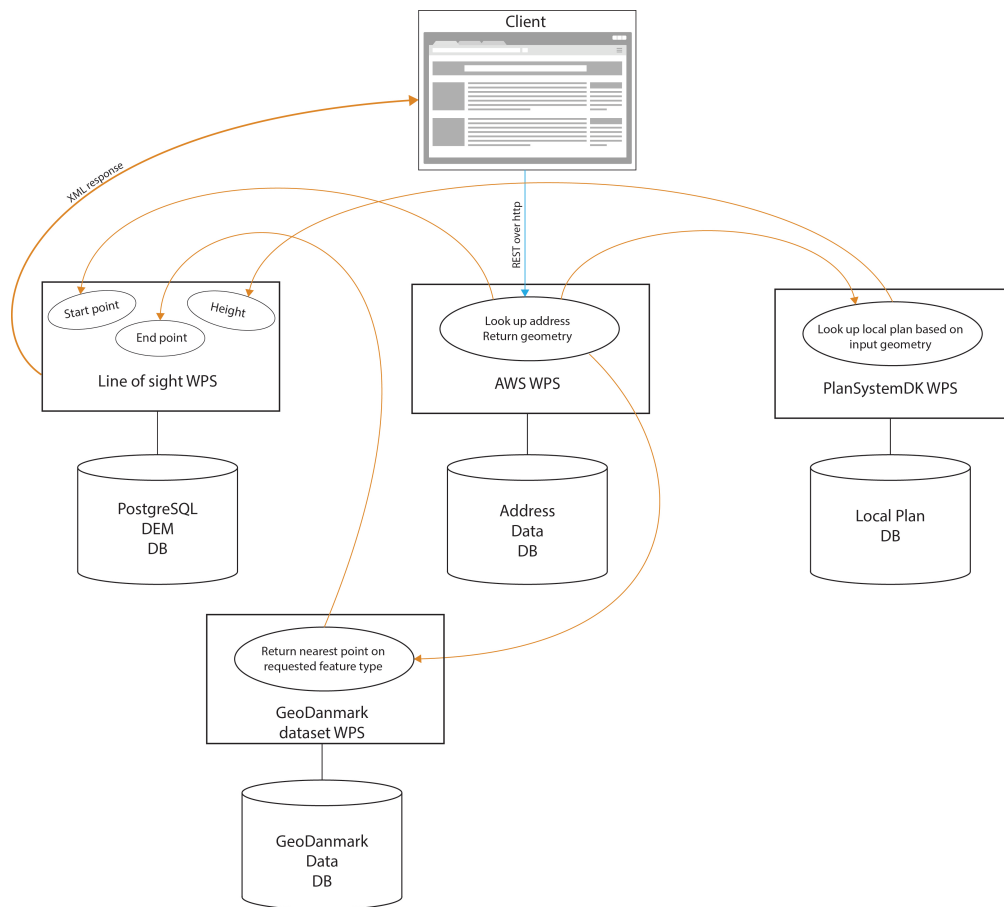 Client
XML response
REST over http
Start point
End point
Height
Line of sight WPS
Look up address
Return geometry
AWS WPS
Look up local plan based on
input geometry
PlanSystemDK WPS
PostgreSQL
DEM
DB
Address
Data
DB
Local Plan
DB
Return nearest point on
requested feature type
GeoDanmark
dataset WPS
GeoDanmark
Data
DB